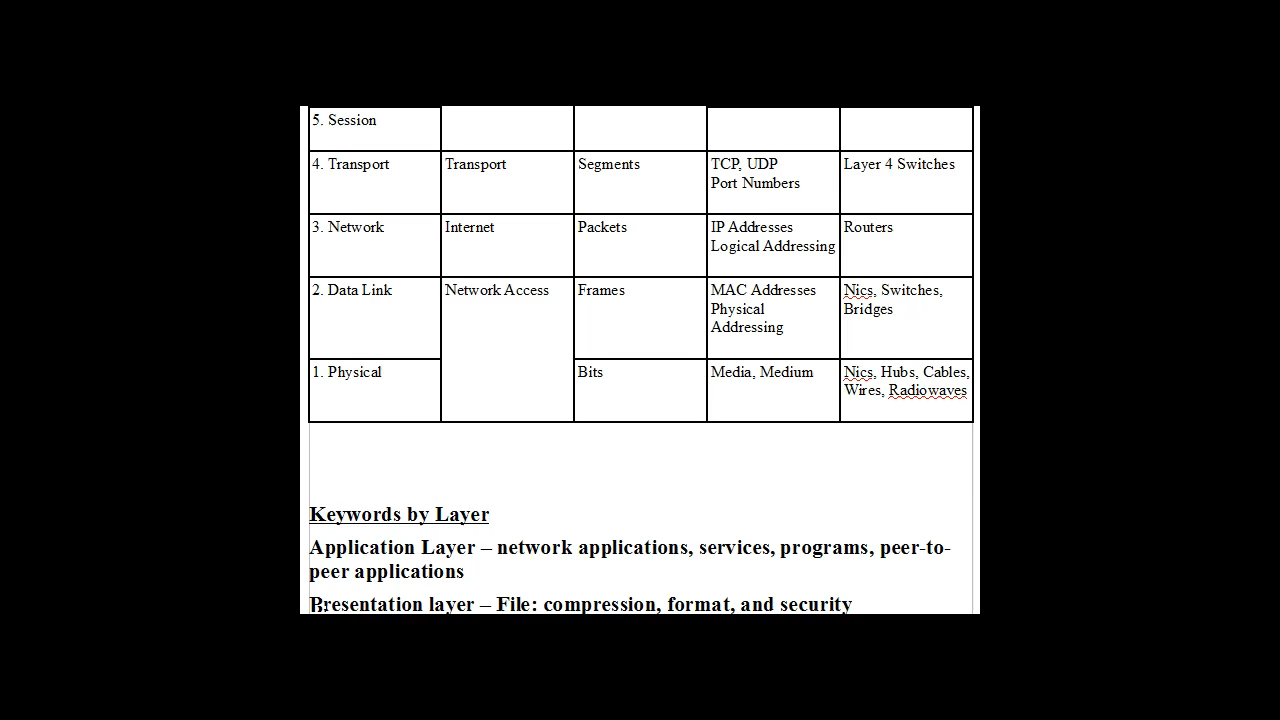 5. Session
4. Transport Transport Segments TCP, UDP Layer 4 Switches
Port Numbers
3. Network Internet Packets IP Addresses Routers
Logical Addressing
2. Data Link Network Access Frames MAC Addresses Nics, Switches,
Physical Bridges
Addressing
1. Physical Bits Media, Medium Nics, Hubs, Cables,
Wires, Radiowaves
Keywords by Layer
Application Layer – network applications, services, programs, peer-to-
peer applications
Presentation layer – File: compression, format, and security